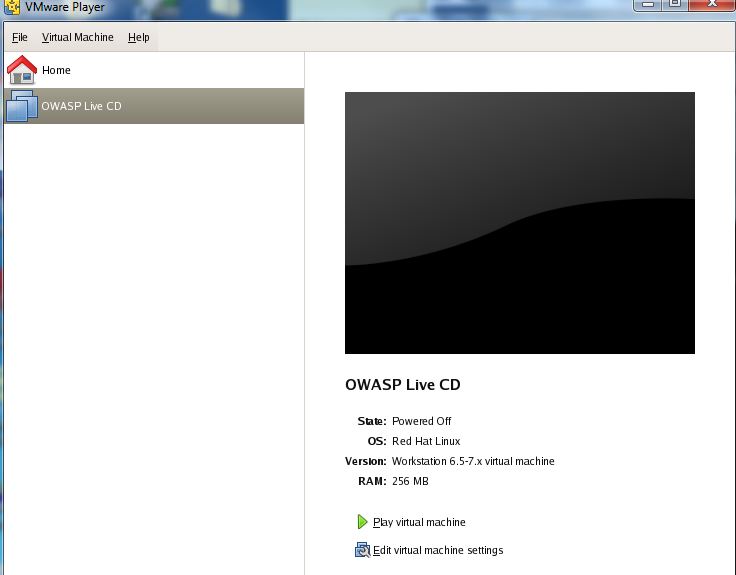 VMware Player
File Virtual Machine Help
Home
OWASP Live CD
OWASP Live CD
State: Powered Off
OS: Red Hat Linux
Version: Workstation 6.5-7.x virtual machine
RAM: 256 MB
Play virtual machine
Edit virtual machine settings